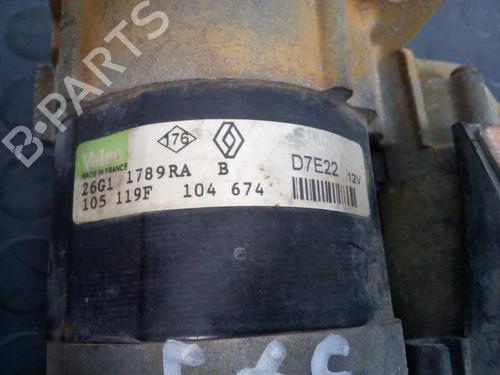 B-PARTS
Valeo
MADE IN FRANCE
176
26G1 1789RA B
105 119F 104 674
D7E22
12V